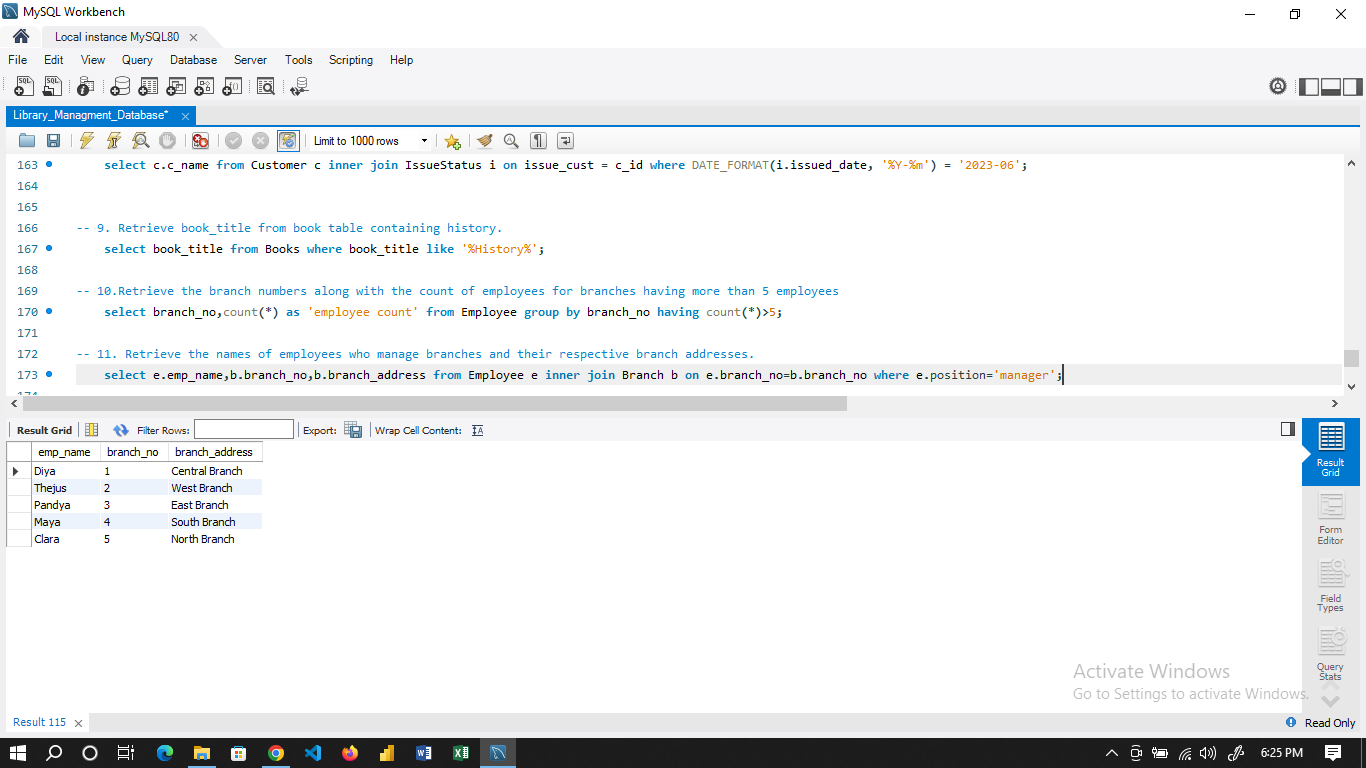 MySQL Workbench
Local instance MySQL80
File Edit View Query Database Server Tools Scripting Help
Library_Managment_Database*
Limit to 1000 rows
163 select c.c_name from Customer c inner join IssueStatus i on issue_cust = c_id where DATE_FORMAT(i.issued_date, '%Y-%m') = '2023-06';
164
165
166 -- 9. Retrieve book_title from book table containing history.
167 select book_title from Books where book_title like '%History%';
168
169 -- 10.Retrieve the branch numbers along with the count of employees for branches having more than 5 employees
170 select branch_no,count(*) as 'employee count' from Employee group by branch_no having count(*)>5;
171
172 -- 11. Retrieve the names of employees who manage branches and their respective branch addresses.
173 select e.emp_name,b.branch_no,b.branch_address from Employee e inner join Branch b on e.branch_no=b.branch_no where e.position='manager';
Result Grid Filter Rows: Export: Wrap Cell Content:
emp_name branch_no branch_address
Diya 1 Central Branch
Thejus 2 West Branch
Pandya 3 East Branch
Maya 4 South Branch
Clara 5 North Branch
Result
Grid
Form
Editor
Field
Types
Query
Stats
Activate Windows
Go to Settings to activate Windows.
Result 115
Read Only
6:25 PM